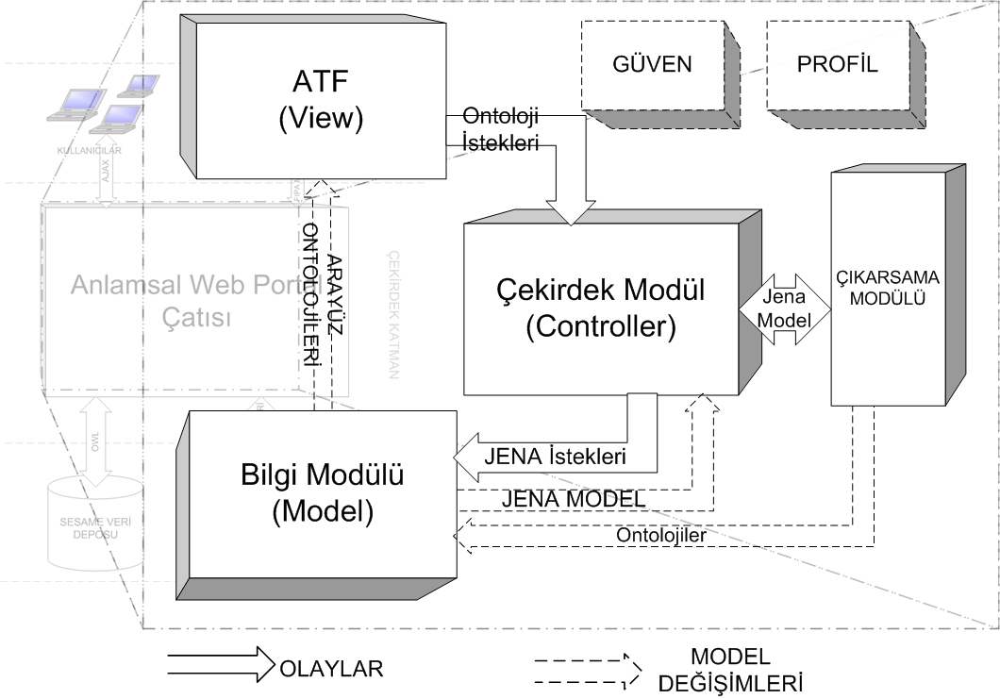 ATF
(View)
GÜVEN
PROFİL
Ontoloji
İstekleri
KULLANICILAR
AJAX
FIPA
ARAYÜZ
ONTOLOJİLERİ
Anlamsal Web Portal
Çatısı
ÇEKİRDEK KATMAN
Çekirdek Modül
(Controller)
Jena
Model
ÇIKARSAMA
MODÜLÜ
OWL
Bilgi Modülü
(Model)
JENA İstekleri
JENA MODEL
Ontolojiler
SESAME VERİ
DEPOSU
OLAYLAR
MODEL
DEĞİŞİMLERİ